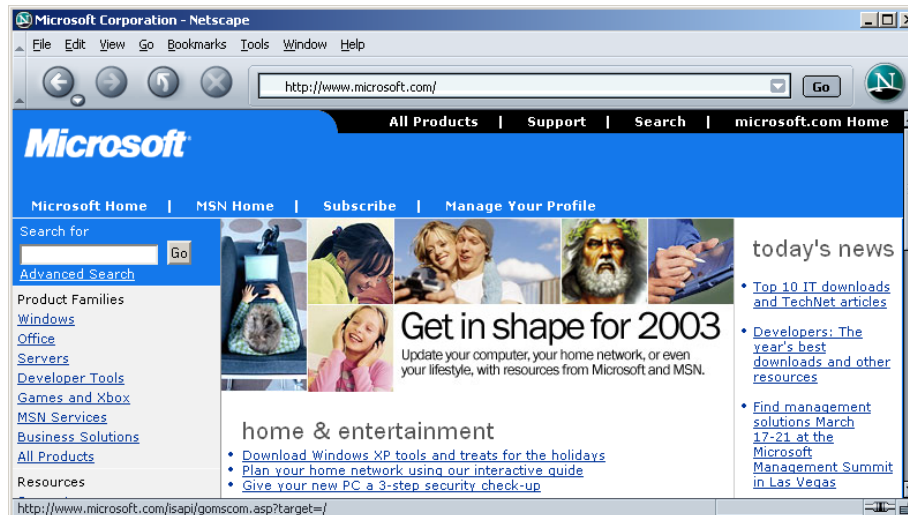 Microsoft Corporation - Netscape
File Edit View Go Bookmarks Tools Window Help
http://www.microsoft.com/
Go
N
All Products | Support | Search | microsoft.com Home
Microsoft
Microsoft Home | MSN Home | Subscribe | Manage Your Profile
Search for
Go
Advanced Search
Product Families
Windows
Office
Servers
Developer Tools
Games and Xbox
MSN Services
Business Solutions
All Products
Resources
Get in shape for 2003
Update your computer, your home network, or even
your lifestyle, with resources from Microsoft and MSN.
home & entertainment
• Download Windows XP tools and treats for the holidays
• Plan your home network using our interactive guide
• Give your new PC a 3-step security check-up
today's news
• Top 10 IT downloads
and TechNet articles
• Developers: The
year's best
downloads and other
resources
• Find management
solutions March
17-21 at the
Microsoft
Management Summit
in Las Vegas
http://www.microsoft.com/isapi/gomscom.asp?target=/